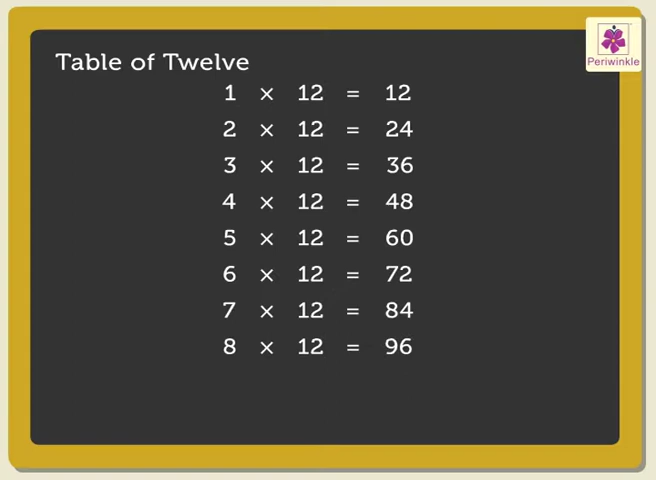 Periwinkle
Table of Twelve
1 × 12 = 12
2 × 12 = 24
3 × 12 = 36
4 × 12 = 48
5 × 12 = 60
6 × 12 = 72
7 × 12 = 84
8 × 12 = 96